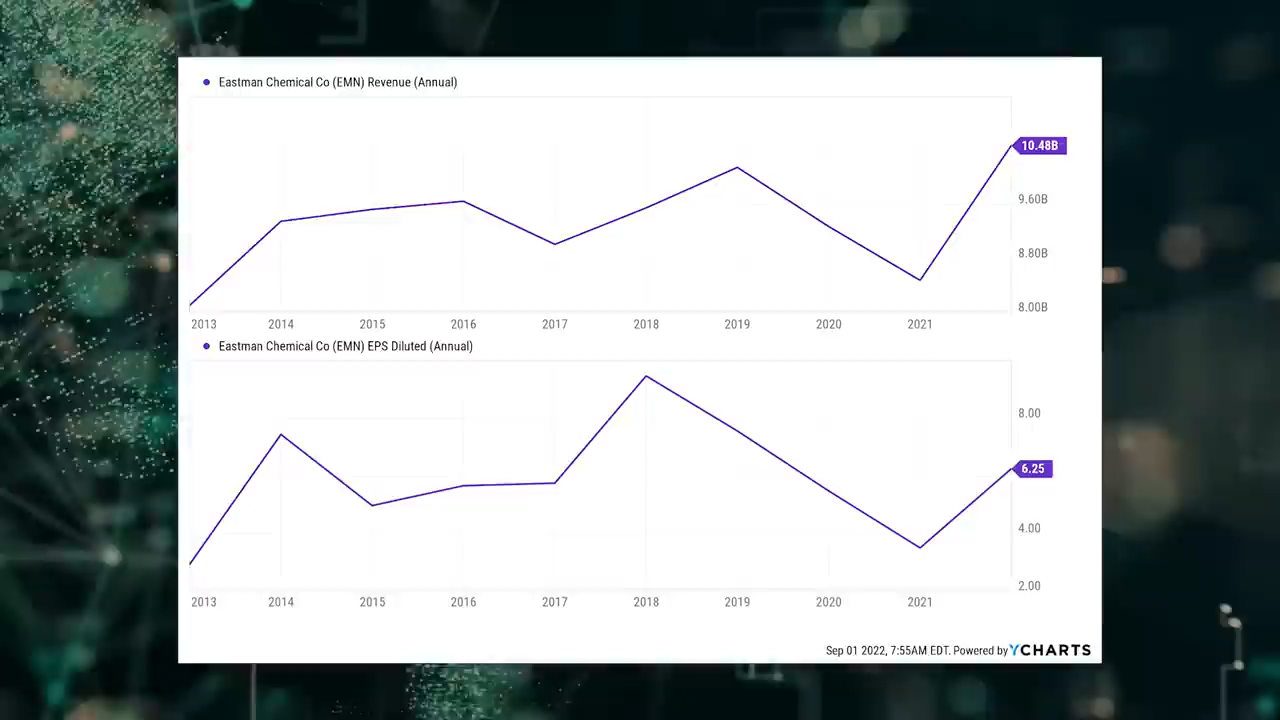 Eastman Chemical Co (EMN) Revenue (Annual)
10.48B
9.60B
8.80B
8.00B
2013 2014 2015 2016 2017 2018 2019 2020 2021
Eastman Chemical Co (EMN) EPS Diluted (Annual)
8.00
6.25
4.00
2.00
2013 2014 2015 2016 2017 2018 2019 2020 2021
Sep 01 2022, 7:55AM EDT. Powered by YCHARTS